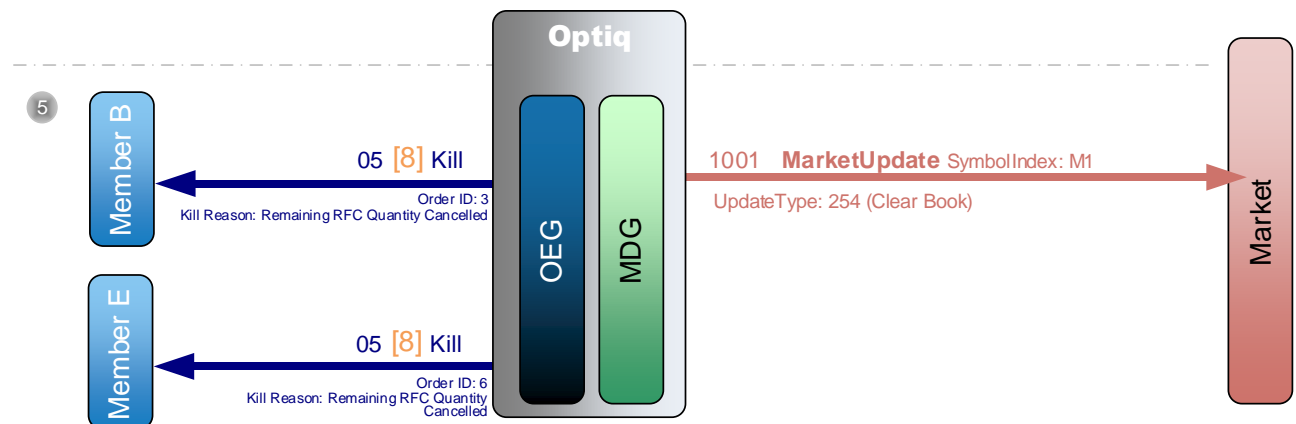 Optiq
5
Member B
05 [8] Kill
Order ID: 3
Kill Reason: Remaining RFC Quantity Cancelled
OEG
MDG
1001 MarketUpdate SymbolIndex: M1
UpdateType: 254 (Clear Book)
Market
Member E
05 [8] Kill
Order ID: 6
Kill Reason: Remaining RFC Quantity
Cancelled